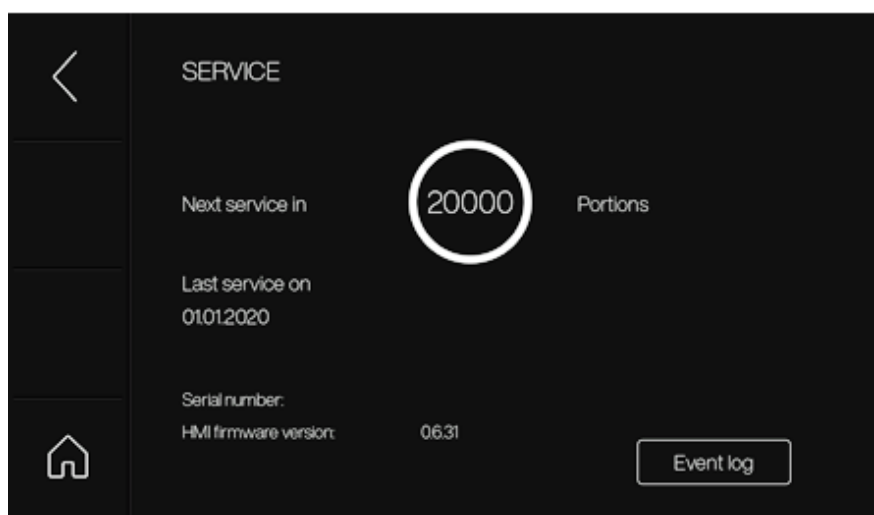 SERVICE
Next service in 20000 Portions
Last service on
01.01.2020
Serial number:
HMI firmware version: 0.6.31
Event log